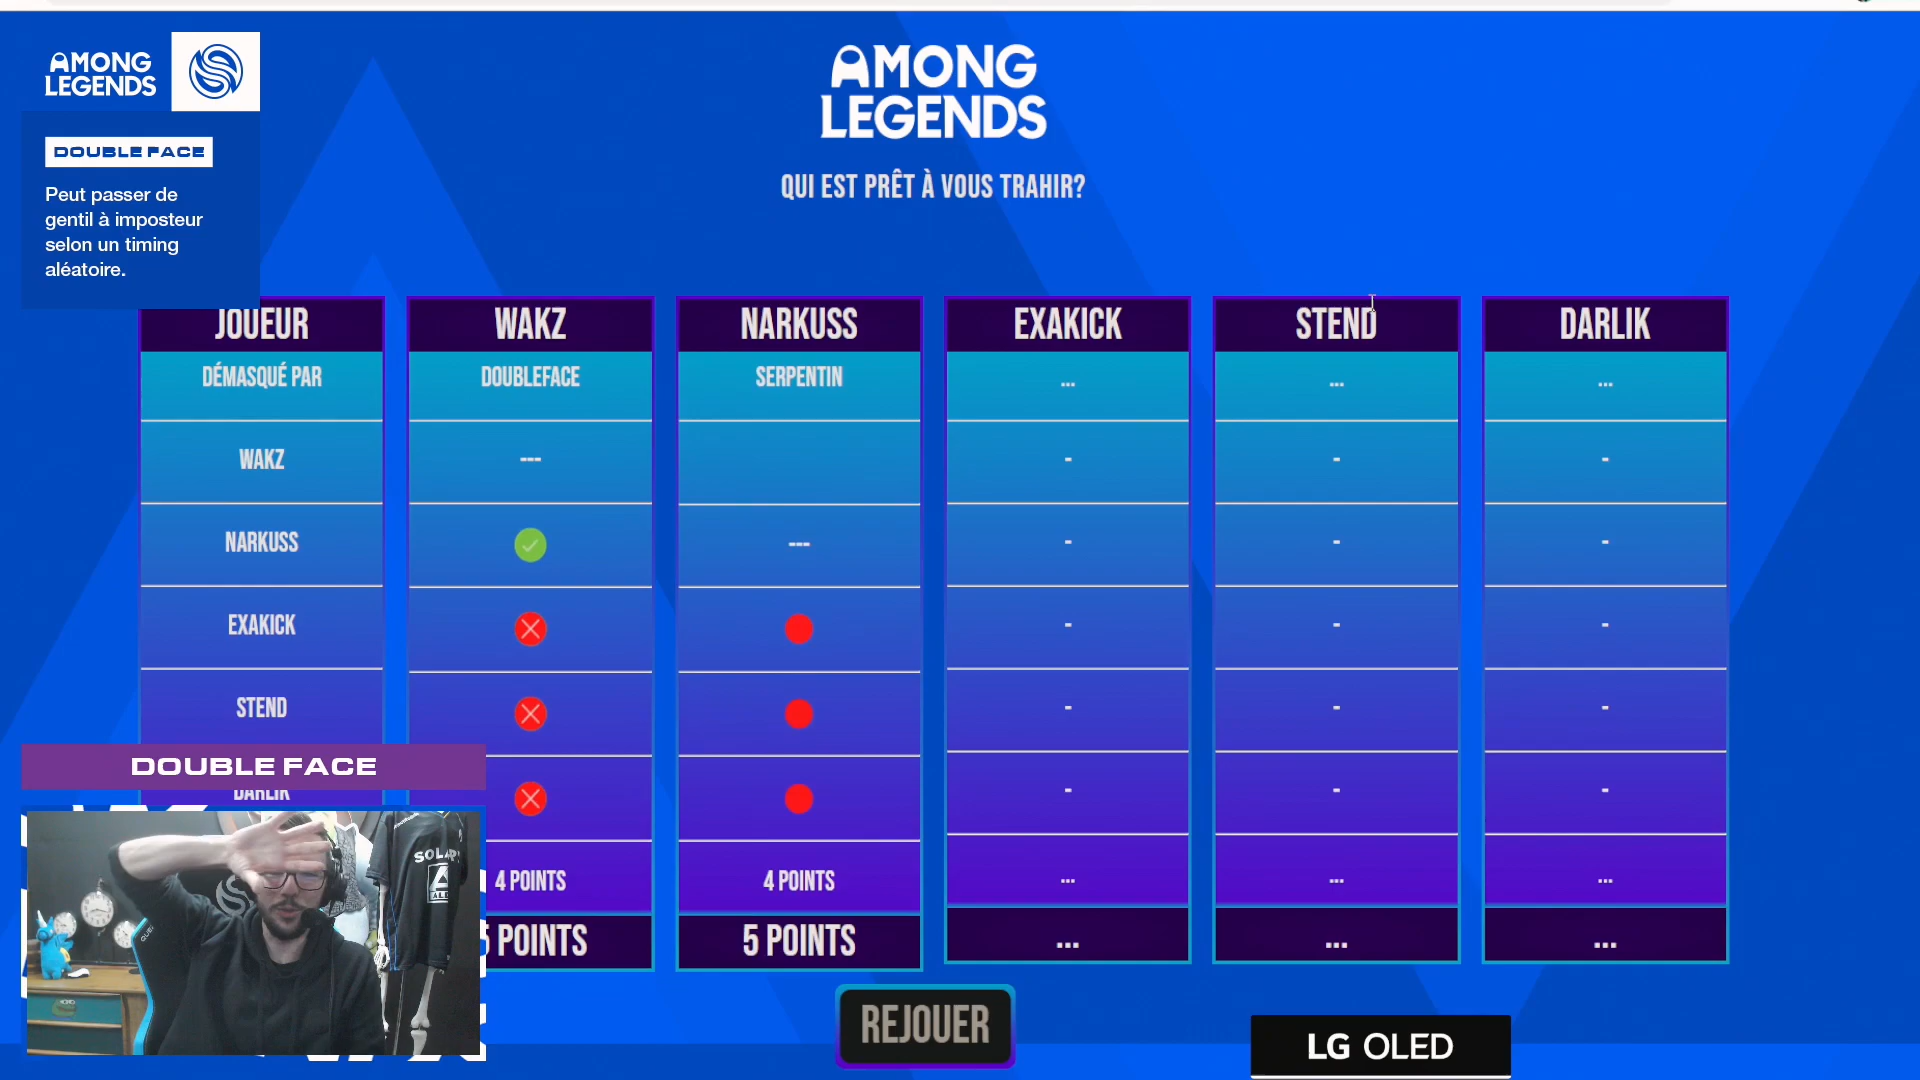 AMONG
LEGENDS
DOUBLE FACE
Peut passer de
gentil à imposteur
selon un timing
aléatoire.
AMONG
LEGENDS
QUI EST PRÊT À VOUS TRAHIR?
JOUEUR WAKZ NARKUSS EXAKICK STEND DARLIK
DÉMASQUÉ PAR DOUBLEFACE SERPENTIN ... ... ...
WAKZ --- - - -
NARKUSS --- - - -
EXAKICK - - -
STEND - - -
DARLIK - - -
4 POINTS 4 POINTS ... ... ...
5 POINTS 5 POINTS ... ... ...
DOUBLE FACE
REJOUER
LG OLED